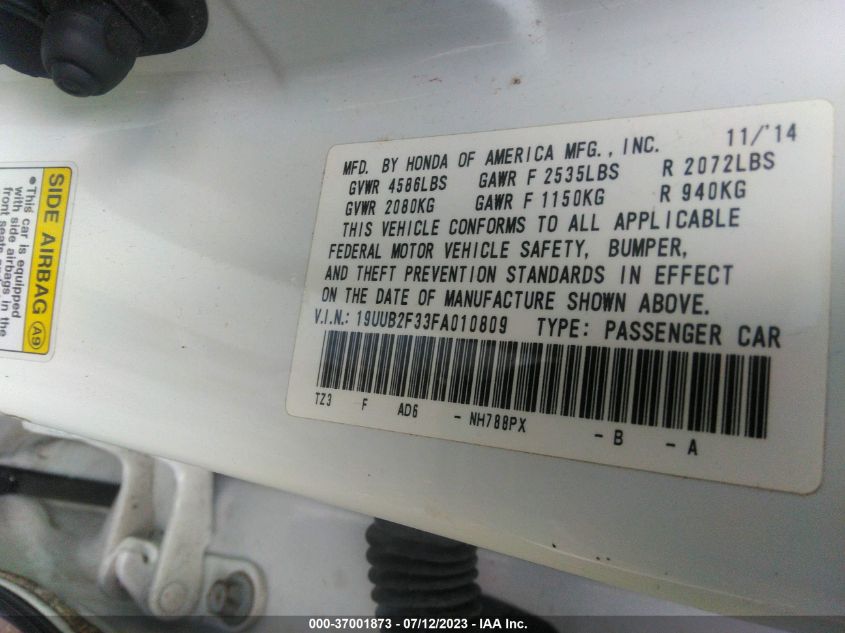 MFD. BY HONDA OF AMERICA MFG., INC. 11/'14
GVWR 4586LBS GAWR F 2535LBS R 2072LBS
GVWR 2080KG GAWR F 1150KG R 940KG
THIS VEHICLE CONFORMS TO ALL APPLICABLE
FEDERAL MOTOR VEHICLE SAFETY, BUMPER,
AND THEFT PREVENTION STANDARDS IN EFFECT
ON THE DATE OF MANUFACTURE SHOWN ABOVE.
V.I.N.: 19UUB2F33FA010809 TYPE: PASSENGER CAR
TZ3 F AD6 - NH788PX - B - A
SIDE AIRBAG A9
•This car is equipped
with side airbags in the
front seats
000-37001873 / 07/12/2023 - IAA Inc.